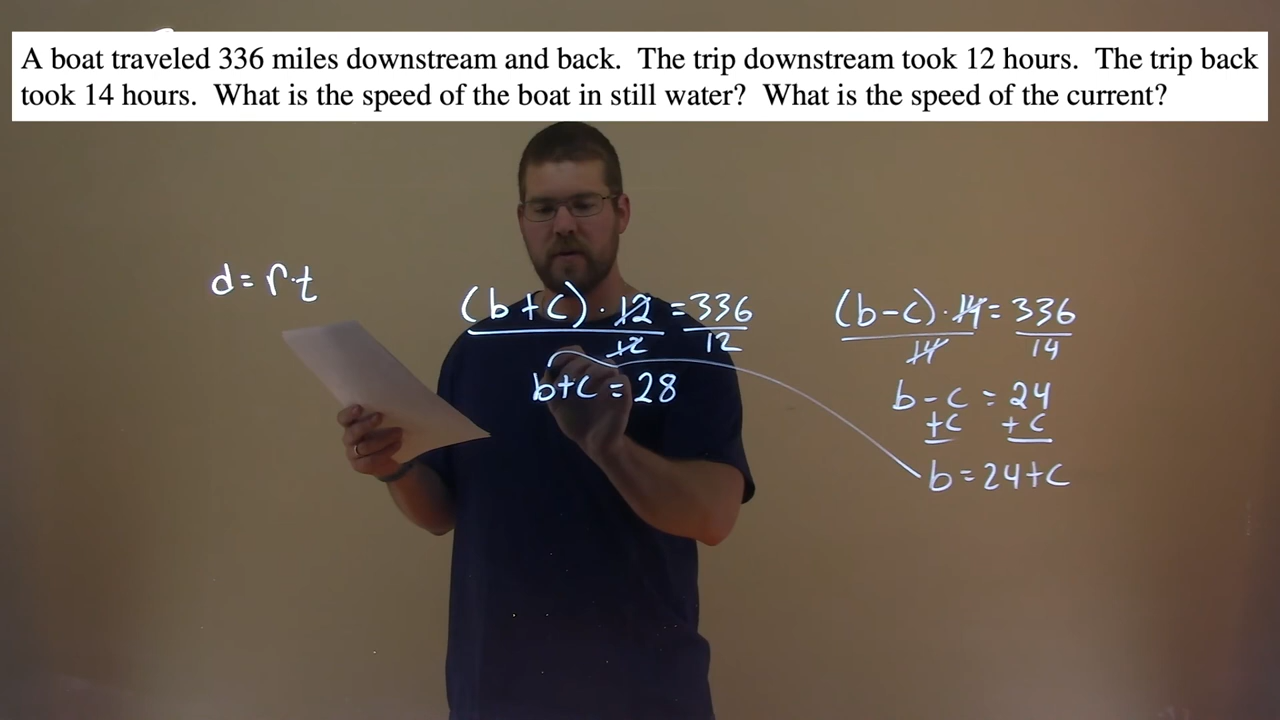 A boat traveled 336 miles downstream and back. The trip downstream took 12 hours. The trip back
took 14 hours. What is the speed of the boat in still water? What is the speed of the current?
d = r·t
(b+c) · 12 = 336
12 12
b+c = 28
(b-c) · 14 = 336
14 14
b - c = 24
+c + c
b = 24+c